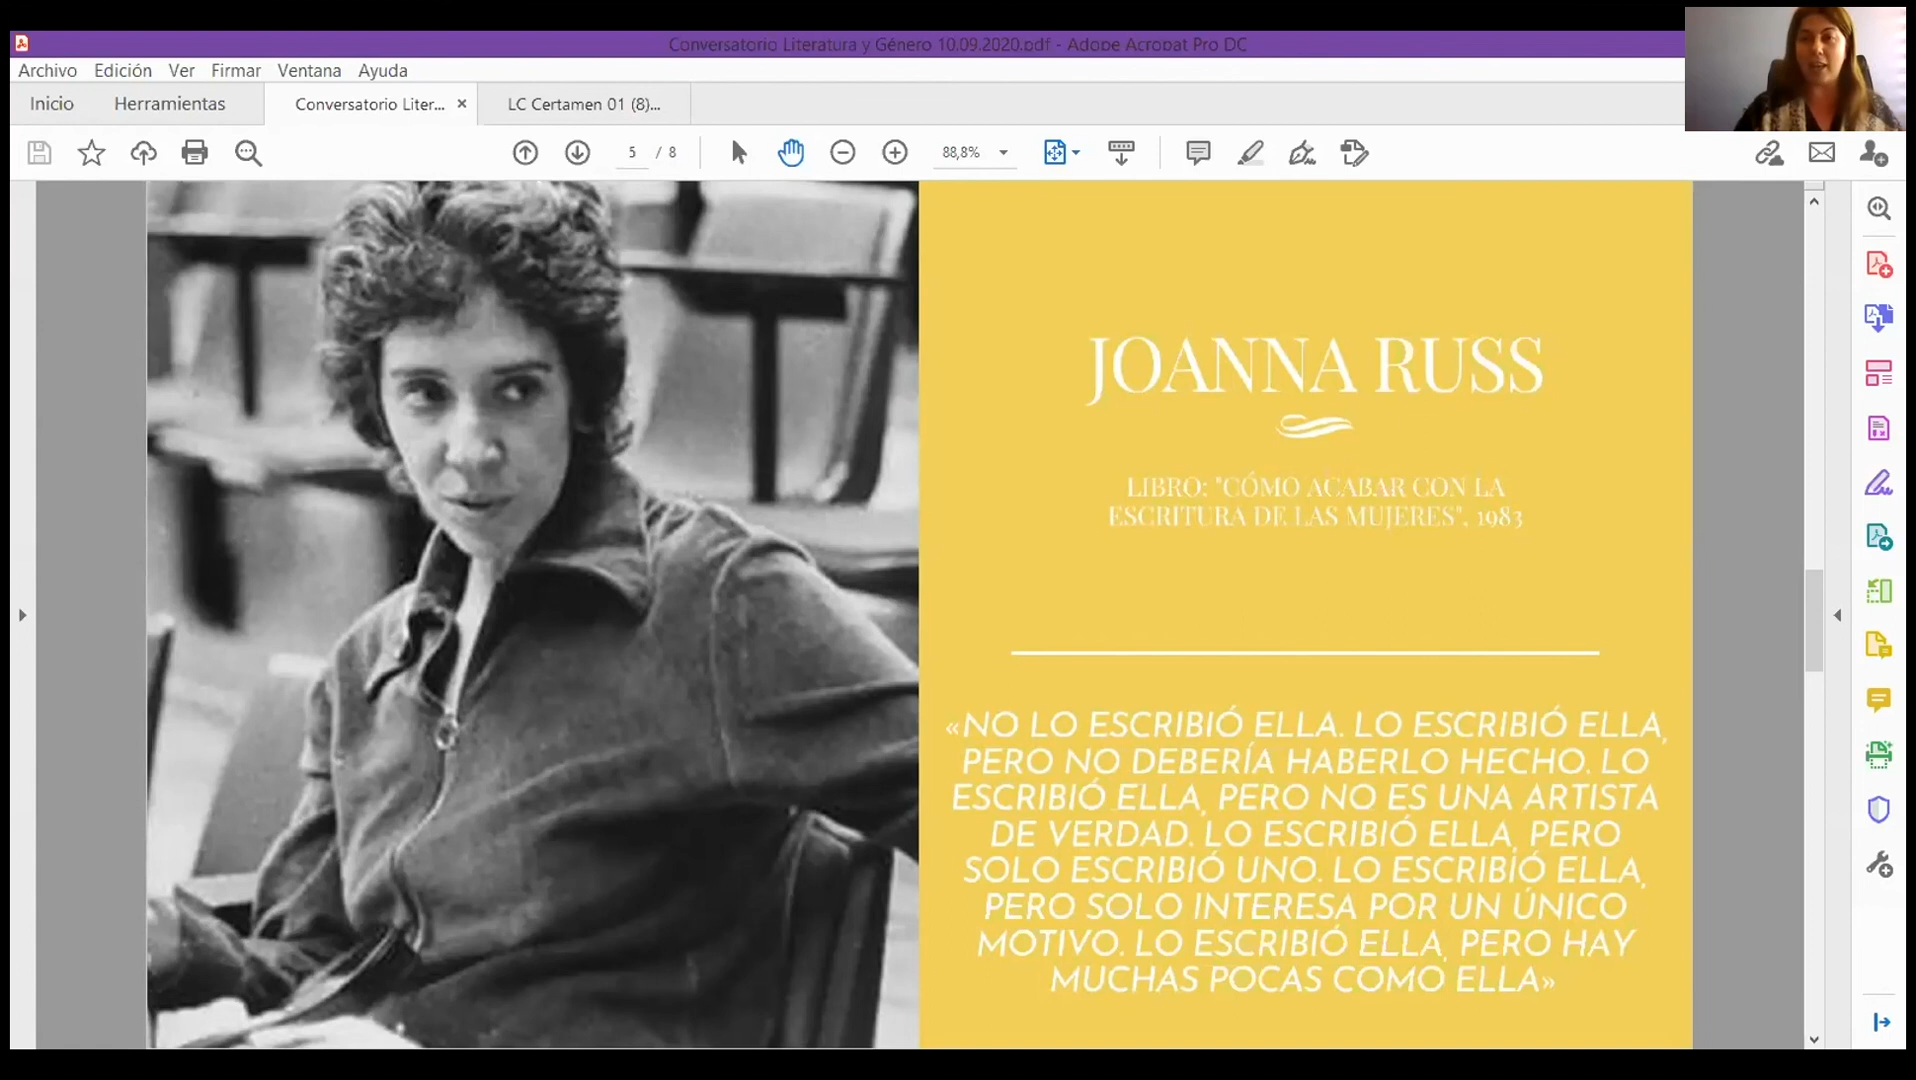 Conversatorio Literatura y Género 10.09.2020.pdf - Adobe Acrobat Pro DC
Archivo Edición Ver Firmar Ventana Ayuda
Inicio Herramientas Conversatorio Liter... × LC Certamen 01 (8)...
5 / 8 88,8%
JOANNA RUSS
LIBRO: "CÓMO ACABAR CON LA
ESCRITURA DE LAS MUJERES", 1983
«NO LO ESCRIBIÓ ELLA. LO ESCRIBIÓ ELLA,
PERO NO DEBERÍA HABERLO HECHO. LO
ESCRIBIÓ ELLA, PERO NO ES UNA ARTISTA
DE VERDAD. LO ESCRIBIÓ ELLA, PERO
SOLO ESCRIBIÓ UNO. LO ESCRIBIÓ ELLA,
PERO SOLO INTERESA POR UN ÚNICO
MOTIVO. LO ESCRIBIÓ ELLA, PERO HAY
MUCHAS POCAS COMO ELLA»